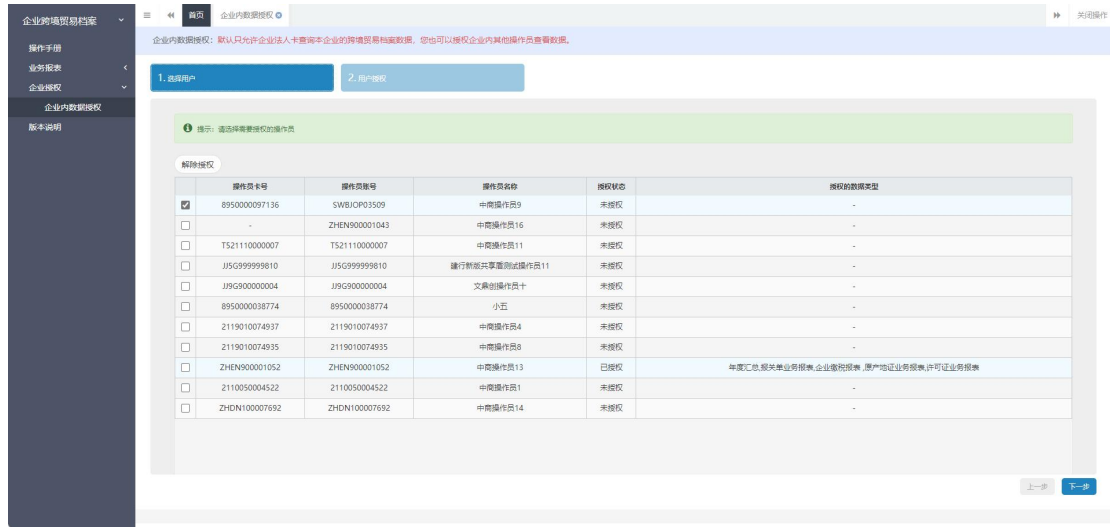 企业跨境贸易档案
操作手册
业务报表
企业授权
企业内数据授权
版本说明
首页
企业内数据授权
关闭操作
企业内数据授权：默认只允许企业法人卡查询本企业的跨境贸易档案数据，您也可以授权企业内其他操作员查看数据。
1. 选择用户
2. 用户授权
提示：请选择需要授权的操作员
解除授权
操作员卡号 操作员账号 操作员名称 授权状态 授权的数据类型
8950000097136 SWBJOP03509 中商操作员9 未授权 -
- ZHEN900001043 中商操作员16 未授权 -
T521110000007 T521110000007 中商操作员11 未授权 -
JJ5G999999810 JJ5G999999810 建行新版共享盾测试操作员11 未授权 -
JJ9G900000004 JJ9G900000004 文鼎创操作员十 未授权 -
8950000038774 8950000038774 小五 未授权 -
2119010074937 2119010074937 中商操作员4 未授权 -
2119010074935 2119010074935 中商操作员8 未授权 -
ZHEN900001052 ZHEN900001052 中商操作员13 已授权 年度汇总,报关单业务报表,企业缴税报表 ,原产地证业务报表,许可证业务报表
2110050004522 2110050004522 中商操作员1 未授权 -
ZHDN100007692 ZHDN100007692 中商操作员14 未授权 -
上一步 下一步